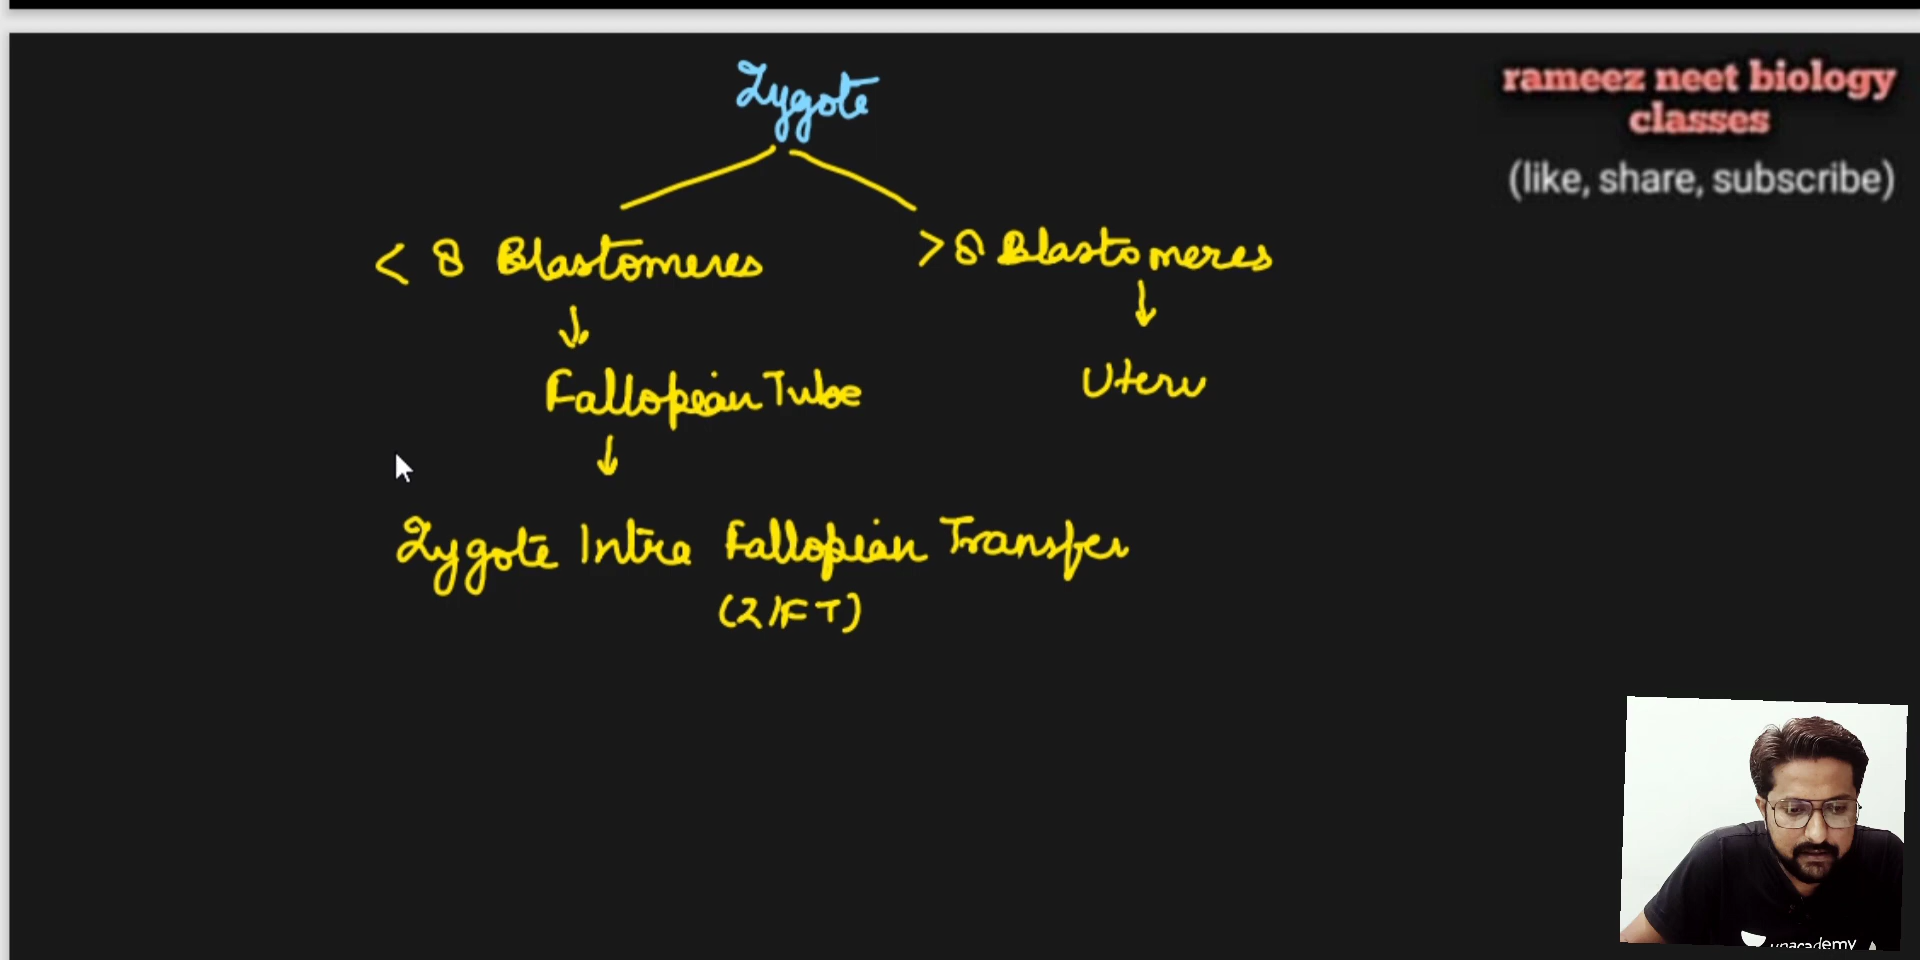 Zygote
< 8 Blastomeres
> 8 Blastomeres
Fallopian Tube
Uteru
Zygote Intra Fallopian Transfer
(ZIFT)
rameez neet biology
classes
(like, share, subscribe)
unacademy